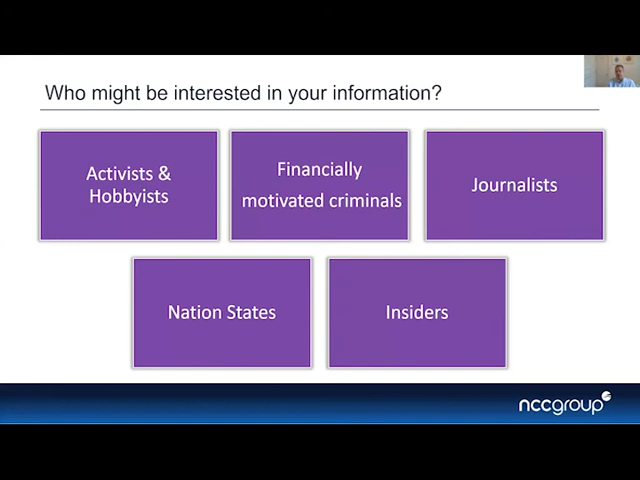 Who might be interested in your information?
Activists &
Hobbyists
Financially
motivated criminals
Journalists
Nation States
Insiders
nccgroup